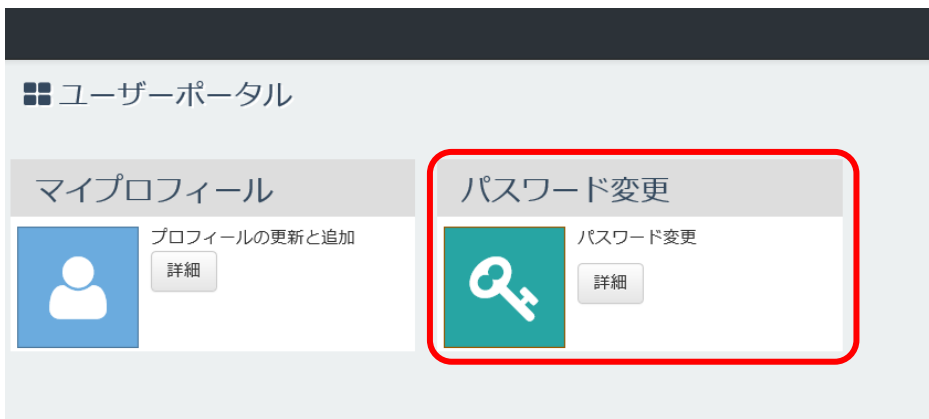 ユーザーポータル
マイプロフィール
プロフィールの更新と追加
詳細
パスワード変更
パスワード変更
詳細